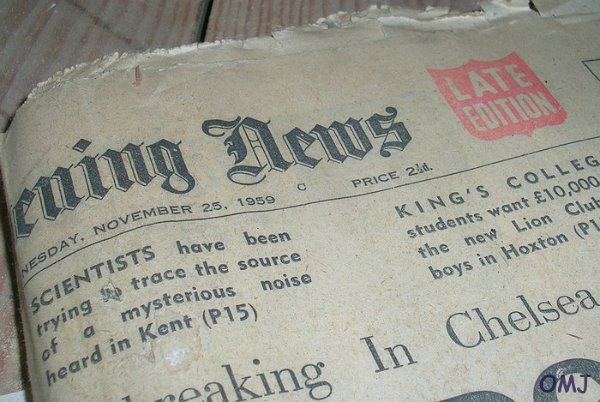 ening News
LATE
EDITION
NESDAY, NOVEMBER 25, 1959 C PRICE 2½d.
SCIENTISTS have been
trying to trace the source
of a mysterious noise
heard in Kent (P15)
KING'S COLLEG
students want £10,000
the new Lion Club
boys in Hoxton (P1
breaking In Chelsea
OMJ